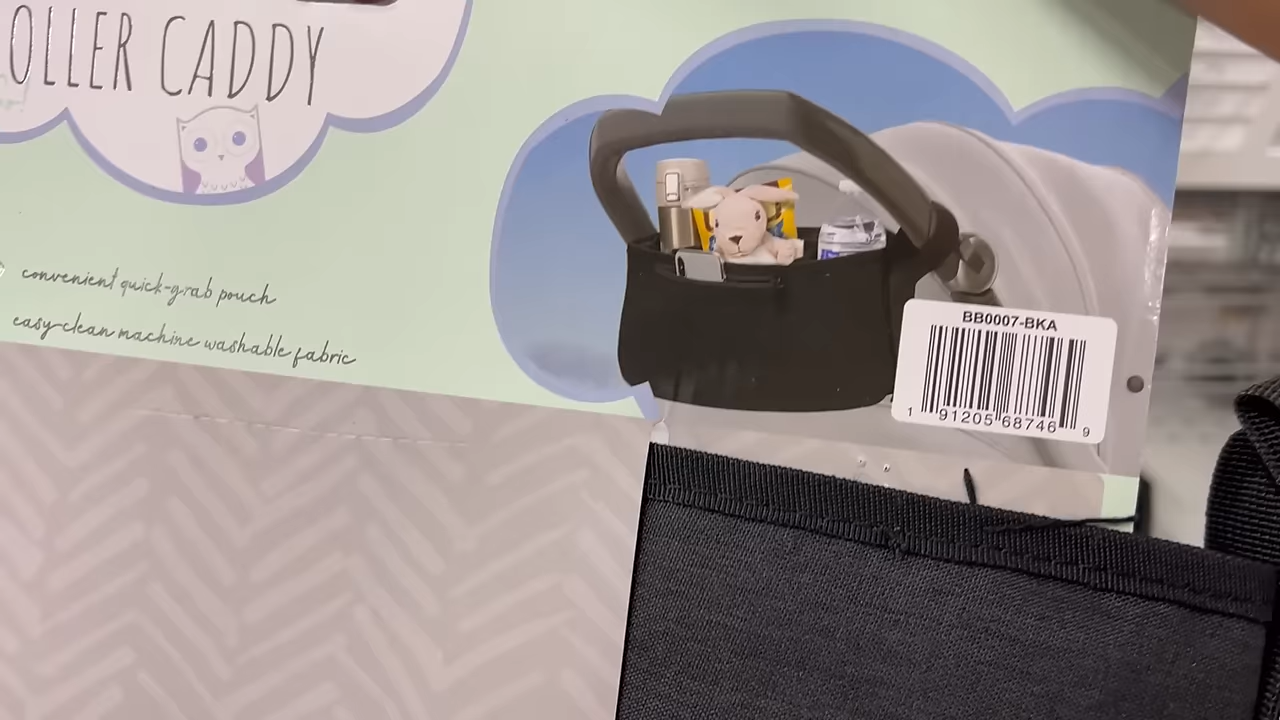 OLLER CADDY
convenient quick-grab pouch
easy-clean machine washable fabric
BB0007-BKA
1 91205 68746 9